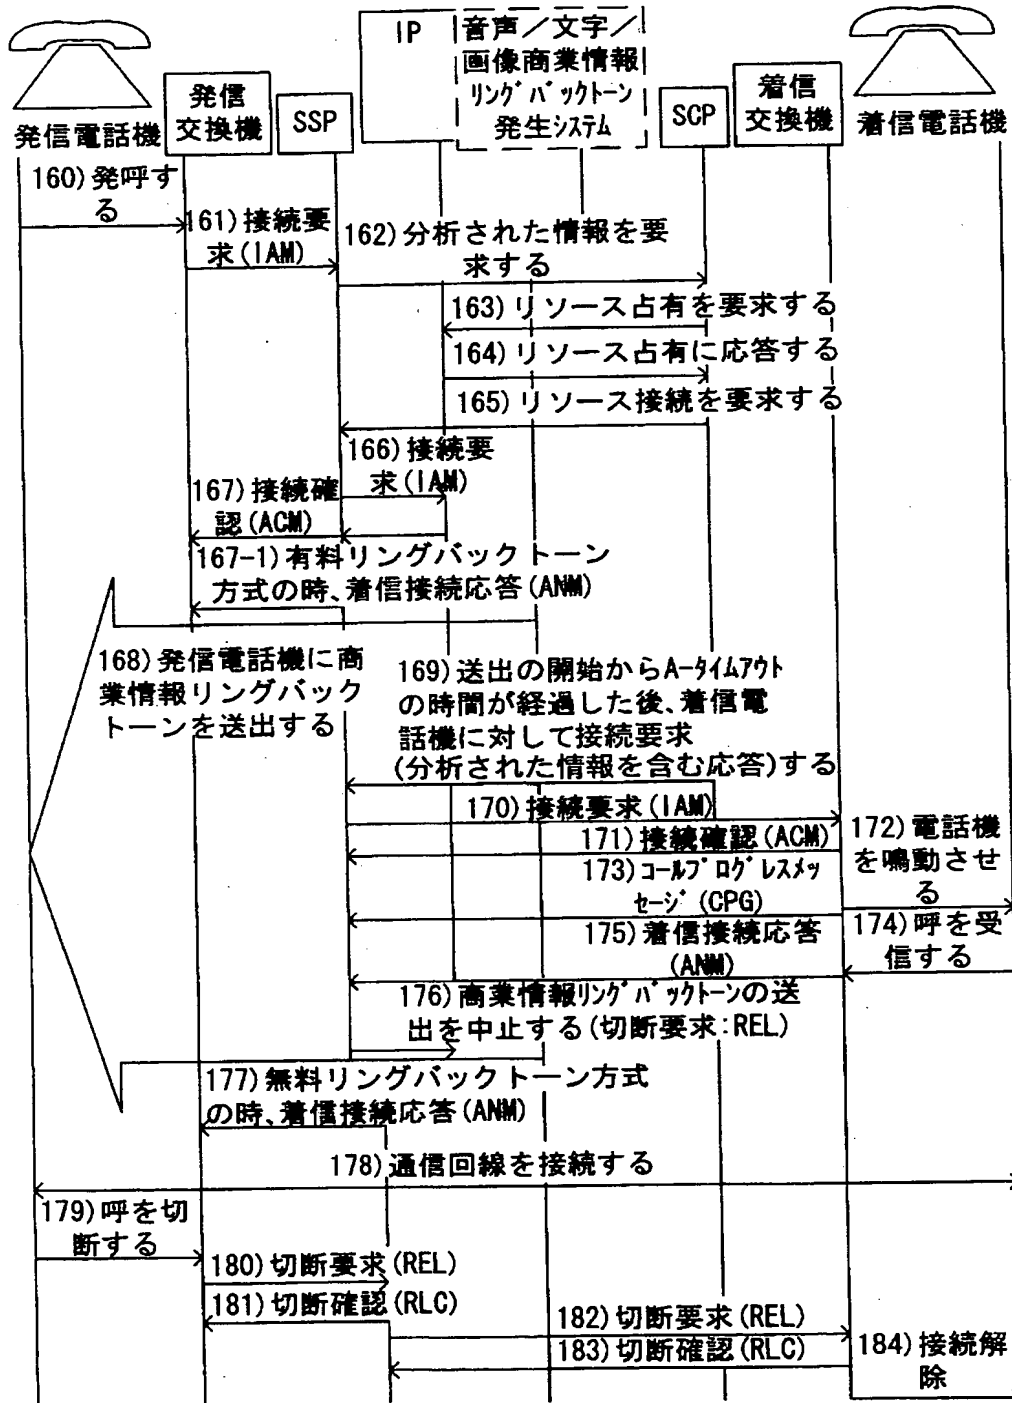 IP
音声／文字／
画像商業情報
リングバックトーン
発生システム
発信電話機
発信
交換機
SSP
SCP
着信
交換機
着信電話機
160)発呼す
る
161)接続要
求(IAM)
162)分析された情報を要
求する
163)リソース占有を要求する
164)リソース占有に応答する
165)リソース接続を要求する
166)接続要
求(IAM)
167)接続確
認(ACM)
167-1)有料リングバックトーン
方式の時、着信接続応答(ANM)
168)発信電話機に商
業情報リングバック
トーンを送出する
169)送出の開始からA-タイムアウト
の時間が経過した後、着信電
話機に対して接続要求
(分析された情報を含む応答)する
170)接続要求(IAM)
171)接続確認(ACM)
172)電話機
を鳴動させ
る
173)コールプログレスメッ
セージ(CPG)
174)呼を受
信する
175)着信接続応答
(ANM)
176)商業情報リングバックトーンの送
出を中止する(切断要求:REL)
177)無料リングバックトーン方式
の時、着信接続応答(ANM)
178)通信回線を接続する
179)呼を切
断する
180)切断要求(REL)
181)切断確認(RLC)
182)切断要求(REL)
183)切断確認(RLC)
184)接続解
除